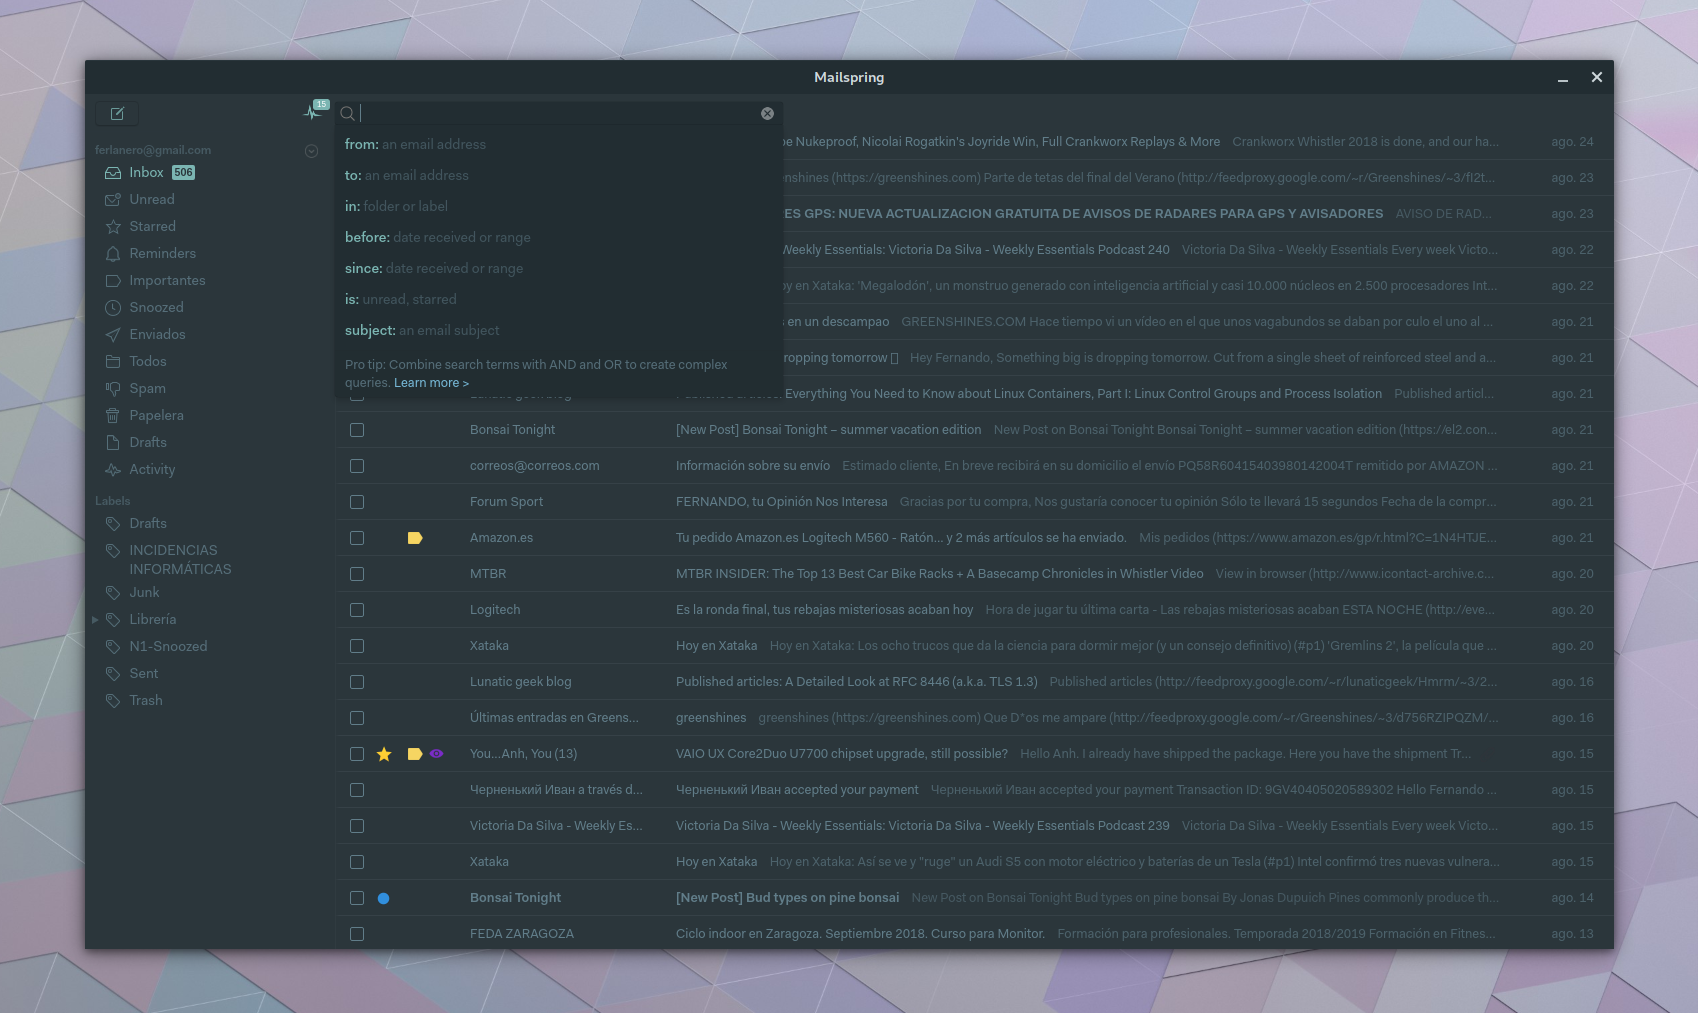 Mailspring
15
ferlanero@gmail.com
Inbox 506
Unread
Starred
Reminders
Importantes
Snoozed
Enviados
Todos
Spam
Papelera
Drafts
Activity
Labels
Drafts
INCIDENCIAS
INFORMÁTICAS
Junk
Librería
N1-Snoozed
Sent
Trash
from: an email address
to: an email address
in: folder or label
before: date received or range
since: date received or range
is: unread, starred
subject: an email subject
Pro tip: Combine search terms with AND and OR to create complex
queries. Learn more >
Nukeproof, Nicolai Rogatkin's Joyride Win, Full Crankworx Replays & More Crankworx Whistler 2018 is done, and our ha... ago. 24
(https://greenshines.com) Parte de tetas del final del Verano (http://feedproxy.google.com/~r/Greenshines/~3/fI2t... ago. 23
GPS: NUEVA ACTUALIZACION GRATUITA DE AVISOS DE RADARES PARA GPS Y AVISADORES AVISO DE RAD... ago. 23
Weekly Essentials: Victoria Da Silva - Weekly Essentials Podcast 240 Victoria Da Silva - Weekly Essentials Every week Victo... ago. 22
en Xataka: 'Megalodón', un monstruo generado con inteligencia artificial y casi 10.000 núcleos en 2.500 procesadores Int... ago. 22
en un descampao GREENSHINES.COM Hace tiempo vi un vídeo en el que unos vagabundos se daban por culo el uno al ... ago. 21
ropping tomorrow Hey Fernando, Something big is dropping tomorrow. Cut from a single sheet of reinforced steel and a... ago. 21
Everything You Need to Know about Linux Containers, Part I: Linux Control Groups and Process Isolation Published articl... ago. 21
Bonsai Tonight [New Post] Bonsai Tonight – summer vacation edition New Post on Bonsai Tonight Bonsai Tonight – summer vacation edition (https://el2.con... ago. 21
correos@correos.com Información sobre su envío Estimado cliente, En breve recibirá en su domicilio el envío PQ58R60415403980142004T remitido por AMAZON ... ago. 21
Forum Sport FERNANDO, tu Opinión Nos Interesa Gracias por tu compra, Nos gustaría conocer tu opinión Sólo te llevará 15 segundos Fecha de la compr... ago. 21
Amazon.es Tu pedido Amazon.es Logitech M560 - Ratón... y 2 más artículos se ha enviado. Mis pedidos (https://www.amazon.es/gp/r.html?C=1N4HTJE... ago. 21
MTBR MTBR INSIDER: The Top 13 Best Car Bike Racks + A Basecamp Chronicles in Whistler Video View in browser (http://www.icontact-archive.c... ago. 20
Logitech Es la ronda final, tus rebajas misteriosas acaban hoy Hora de jugar tu última carta - Las rebajas misteriosas acaban ESTA NOCHE (http://eve... ago. 20
Xataka Hoy en Xataka Hoy en Xataka: Los ocho trucos que da la ciencia para dormir mejor (y un consejo definitivo) (#p1) 'Gremlins 2', la película que ... ago. 20
Lunatic geek blog Published articles: A Detailed Look at RFC 8446 (a.k.a. TLS 1.3) Published articles (http://feedproxy.google.com/~r/lunaticgeek/Hmrm/~3/2... ago. 16
Últimas entradas en Greens... greenshines greenshines (https://greenshines.com) Que D*os me ampare (http://feedproxy.google.com/~r/Greenshines/~3/d756RZIPQZM/... ago. 16
You...Anh, You (13) VAIO UX Core2Duo U7700 chipset upgrade, still possible? Hello Anh. I already have shipped the package. Here you have the shipment Tr... ago. 15
Черненький Иван a través d... Черненький Иван accepted your payment Черненький Иван accepted your payment Transaction ID: 9GV40405020589302 Hello Fernando ... ago. 15
Victoria Da Silva - Weekly Es... Victoria Da Silva - Weekly Essentials: Victoria Da Silva - Weekly Essentials Podcast 239 Victoria Da Silva - Weekly Essentials Every week Victo... ago. 15
Xataka Hoy en Xataka Hoy en Xataka: Así se ve y "ruge" un Audi S5 con motor eléctrico y baterías de un Tesla (#p1) Intel confirmó tres nuevas vulnera... ago. 15
Bonsai Tonight [New Post] Bud types on pine bonsai New Post on Bonsai Tonight Bud types on pine bonsai By Jonas Dupuich Pines commonly produce th... ago. 14
FEDA ZARAGOZA Ciclo indoor en Zaragoza. Septiembre 2018. Curso para Monitor. Formación para profesionales. Temporada 2018/2019 Formación en Fitnes... ago. 13